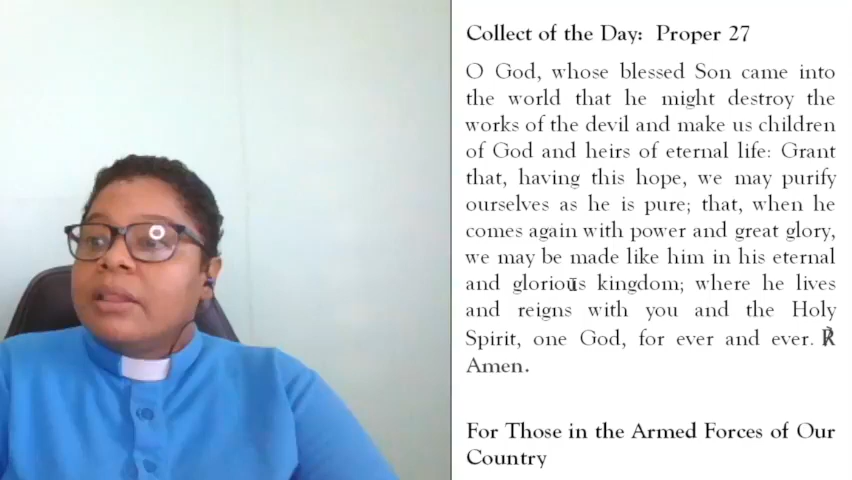 Collect of the Day: Proper 27
O God, whose blessed Son came into
the world that he might destroy the
works of the devil and make us children
of God and heirs of eternal life: Grant
that, having this hope, we may purify
ourselves as he is pure; that, when he
comes again with power and great glory,
we may be made like him in his eternal
and glorious kingdom; where he lives
and reigns with you and the Holy
Spirit, one God, for ever and ever. ℟
Amen.
For Those in the Armed Forces of Our
Country